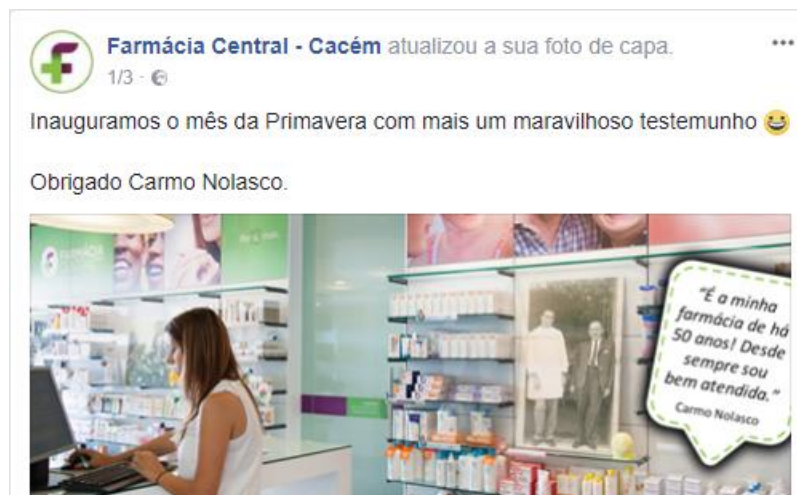 Farmácia Central - Cacém atualizou a sua foto de capa.
1/3 ·
Inauguramos o mês da Primavera com mais um maravilhoso testemunho 😀
Obrigado Carmo Nolasco.
"É a minha
farmácia de há
50 anos! Desde
sempre sou
bem atendida."
Carmo Nolasco